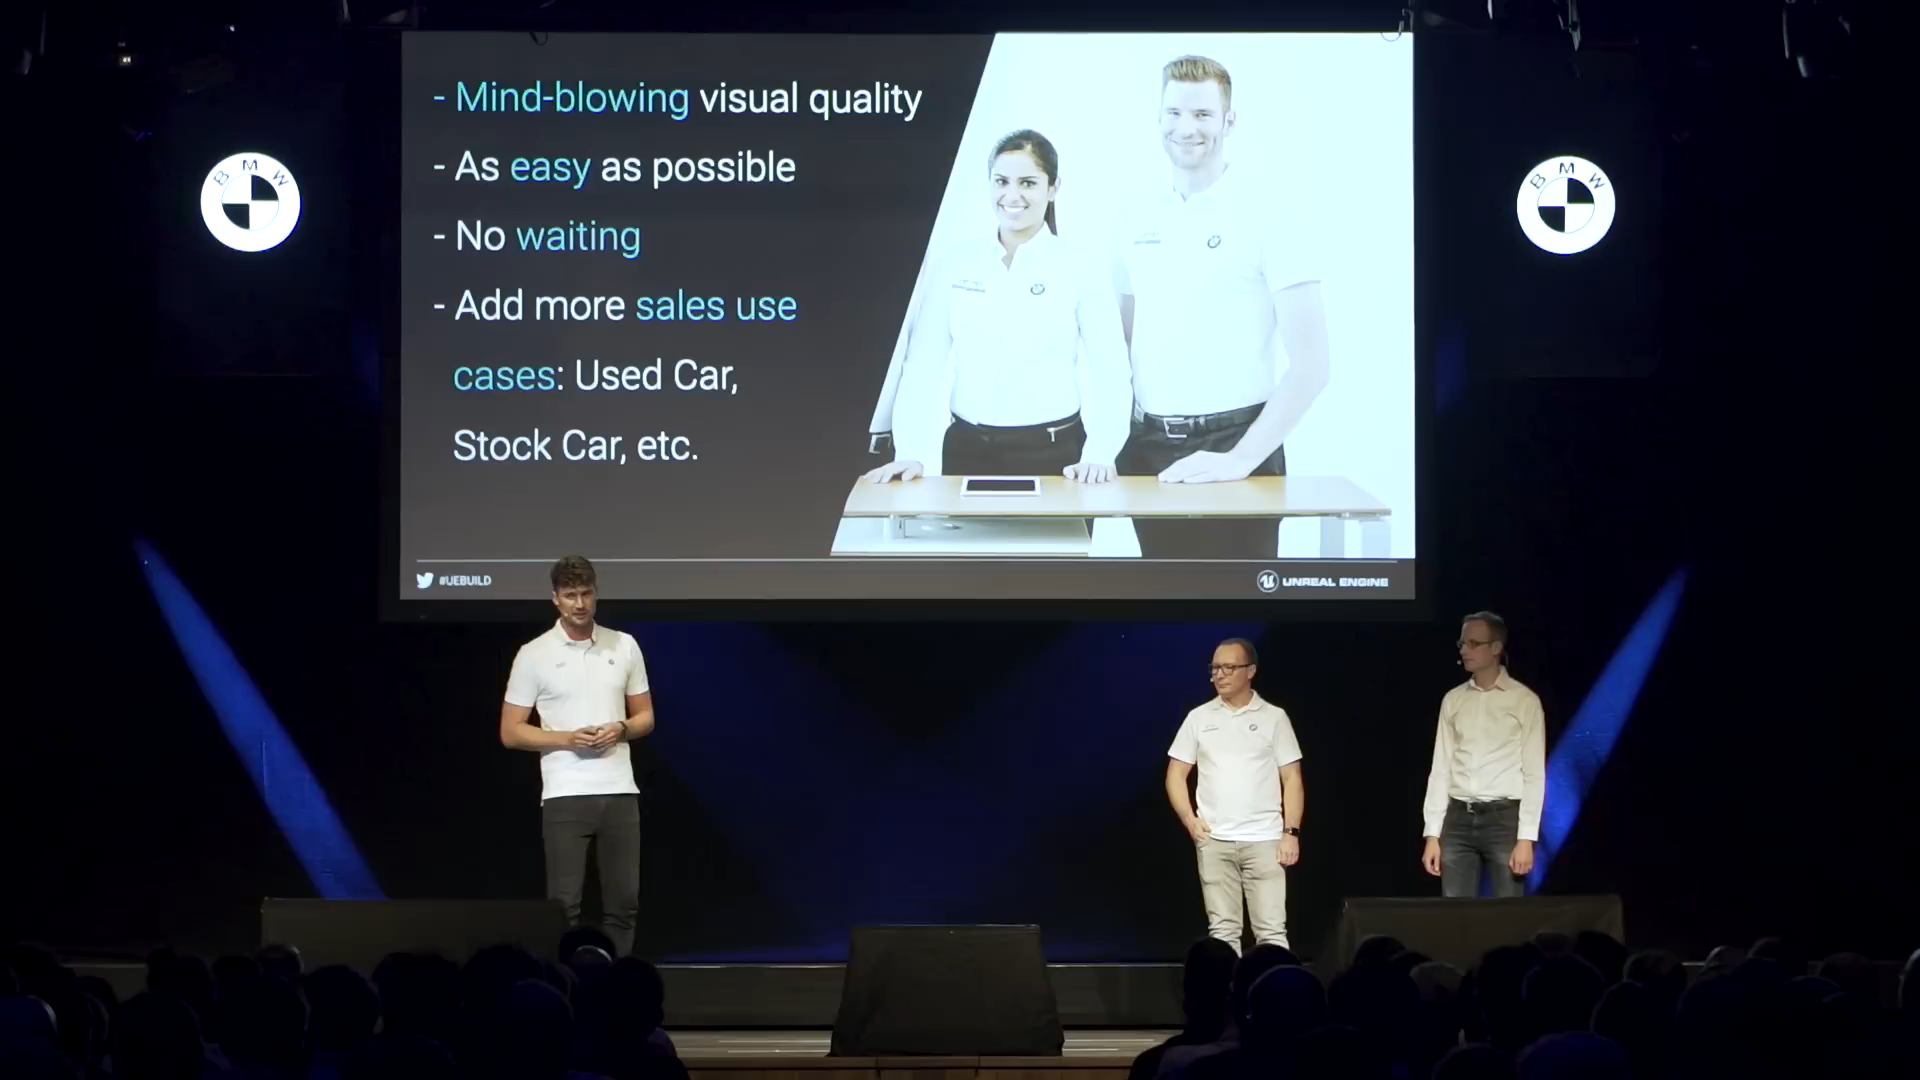 - Mind-blowing visual quality
- As easy as possible
- No waiting
- Add more sales use
cases: Used Car,
Stock Car, etc.
BMW
BMW
#UEBUILD
UNREAL ENGINE